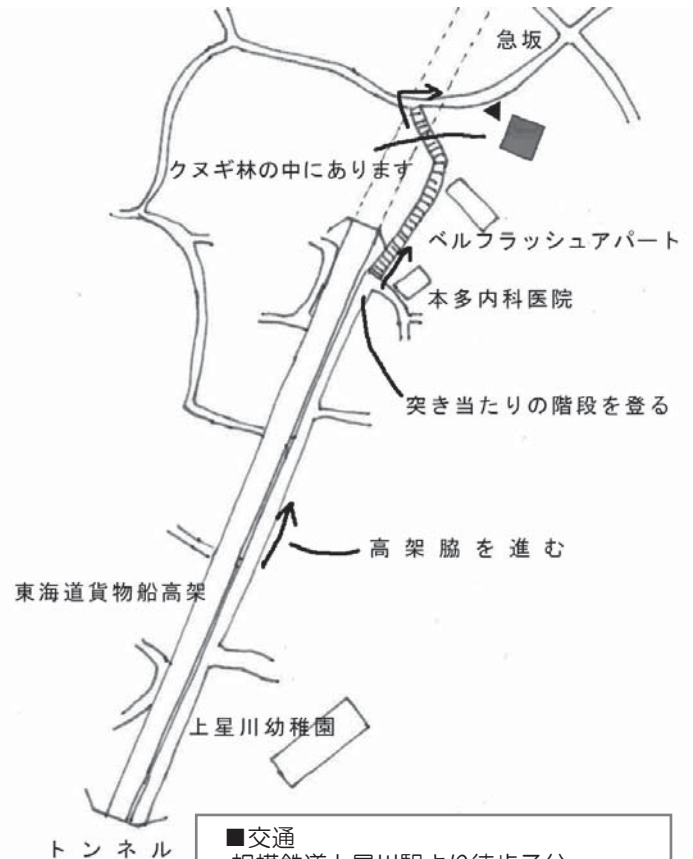 急坂
クヌギ林の中にあります
ベルフラッシュアパート
本多内科医院
突き当たりの階段を登る
高架脇を進む
東海道貨物船高架
上星川幼稚園
トンネル
■交通